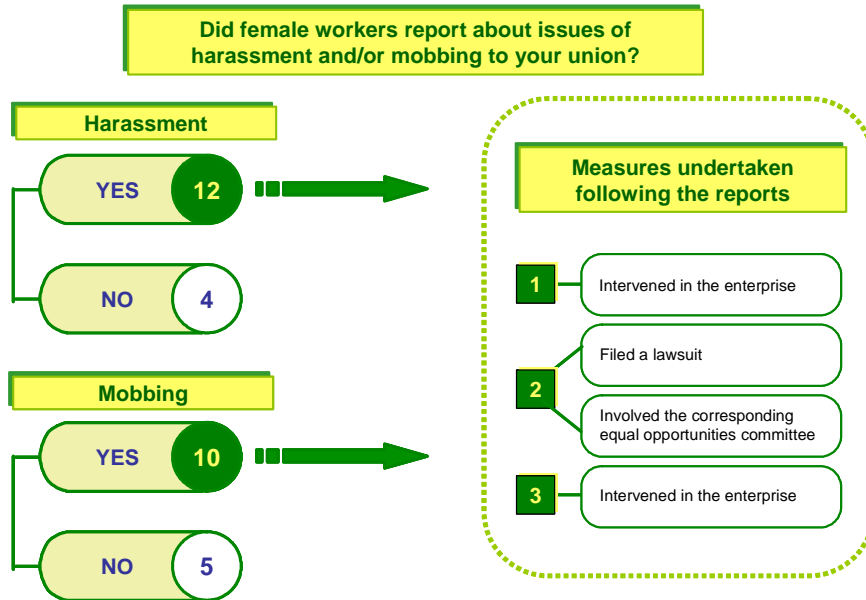 Did female workers report about issues of
harassment and/or mobbing to your union?
Harassment
YES 12
NO 4
Mobbing
YES 10
NO 5
Measures undertaken
following the reports
1 Intervened in the enterprise
2
Filed a lawsuit
Involved the corresponding
equal opportunities committee
3 Intervened in the enterprise